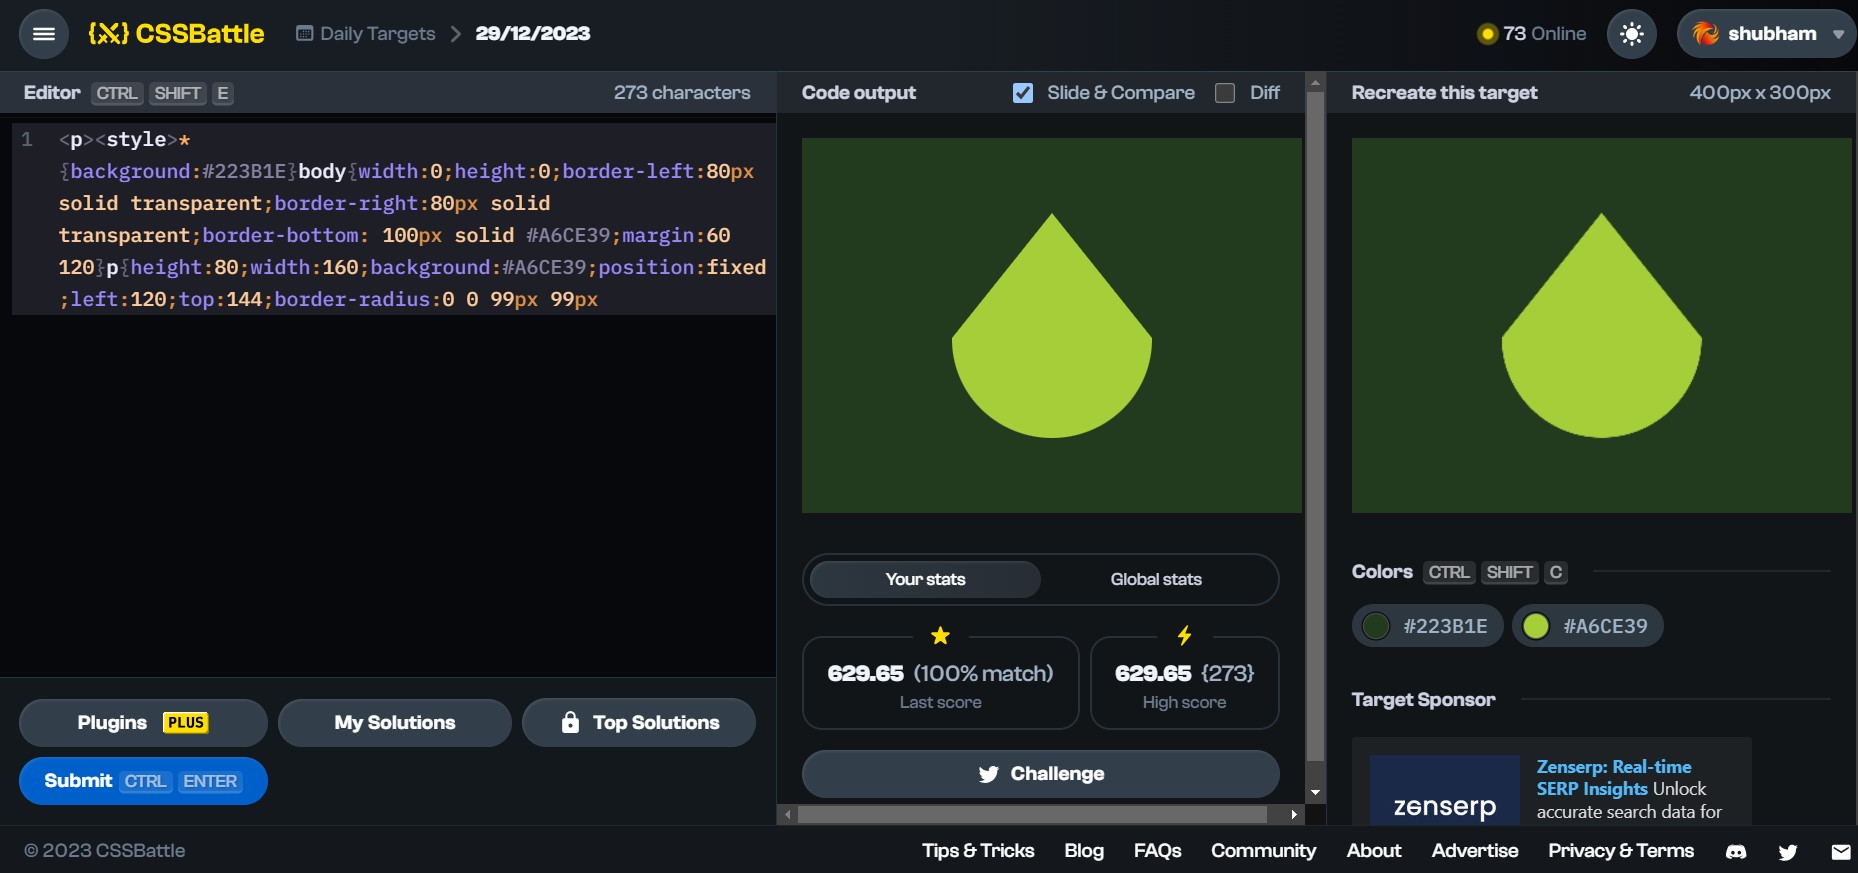 {X} CSSBattle
Daily Targets > 29/12/2023
73 Online
shubham
Editor CTRL SHIFT E
273 characters
1 <p><style>*
{background:#223B1E}body{width:0;height:0;border-left:80px
solid transparent;border-right:80px solid
transparent;border-bottom: 100px solid #A6CE39;margin:60
120}p{height:80;width:160;background:#A6CE39;position:fixed
;left:120;top:144;border-radius:0 0 99px 99px
Plugins PLUS
My Solutions
Top Solutions
Submit CTRL ENTER
Code output
Slide & Compare
Diff
Your stats
Global stats
629.65 (100% match)
Last score
629.65 {273}
High score
Challenge
Recreate this target
400px x 300px
Colors CTRL SHIFT C
#223B1E
#A6CE39
Target Sponsor
zenserp
Zenserp: Real-time
SERP Insights Unlock
accurate search data for
© 2023 CSSBattle
Tips & Tricks
Blog
FAQs
Community
About
Advertise
Privacy & Terms